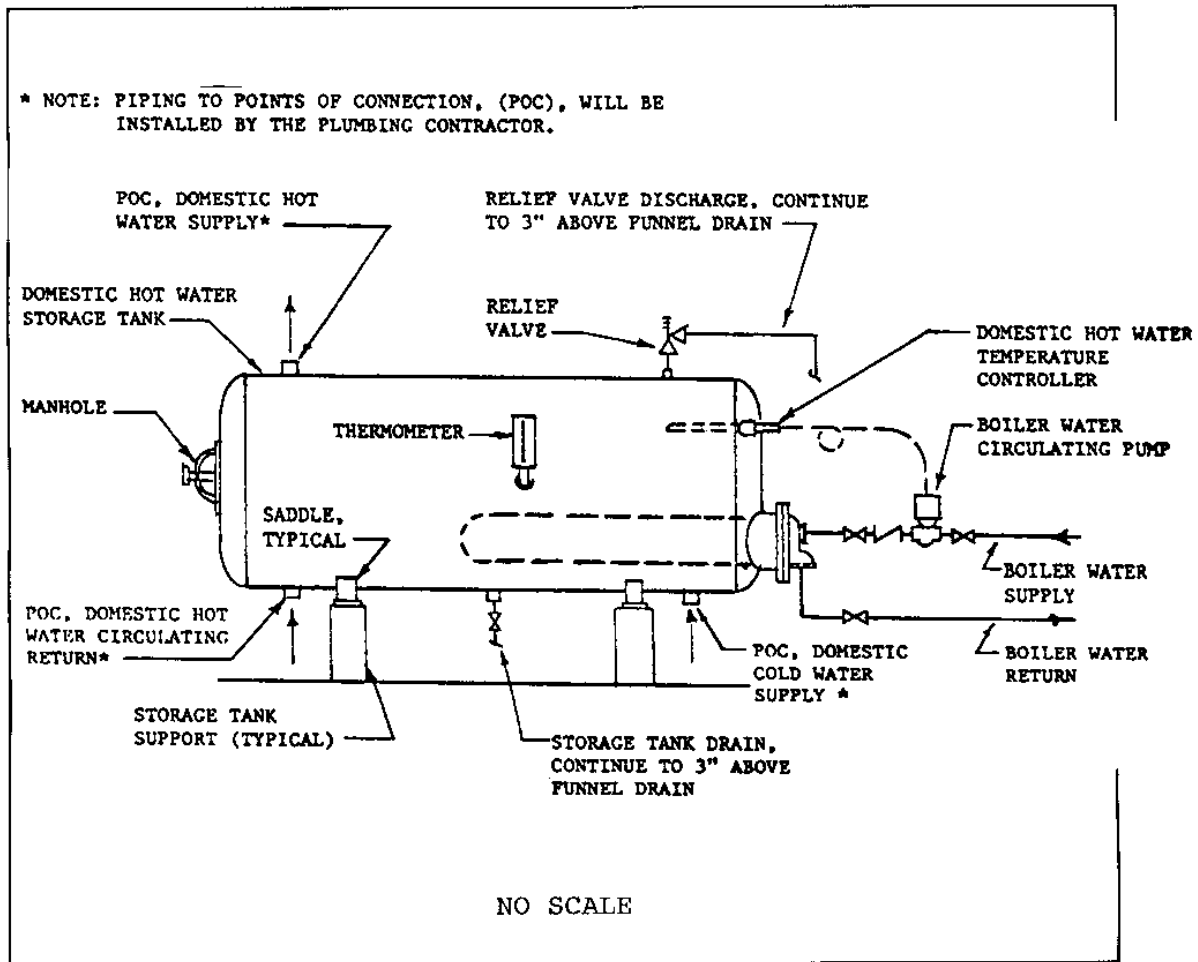 * NOTE: PIPING TO POINTS OF CONNECTION, (POC), WILL BE
INSTALLED BY THE PLUMBING CONTRACTOR.
POC, DOMESTIC HOT
WATER SUPPLY*
RELIEF VALVE DISCHARGE, CONTINUE
TO 3" ABOVE FUNNEL DRAIN
DOMESTIC HOT WATER
STORAGE TANK
RELIEF
VALVE
DOMESTIC HOT WATER
TEMPERATURE
CONTROLLER
MANHOLE
THERMOMETER
BOILER WATER
CIRCULATING PUMP
SADDLE,
TYPICAL
BOILER WATER
SUPPLY
POC, DOMESTIC HOT
WATER CIRCULATING
RETURN*
POC, DOMESTIC
COLD WATER
SUPPLY *
BOILER WATER
RETURN
STORAGE TANK
SUPPORT (TYPICAL)
STORAGE TANK DRAIN,
CONTINUE TO 3" ABOVE
FUNNEL DRAIN
NO SCALE